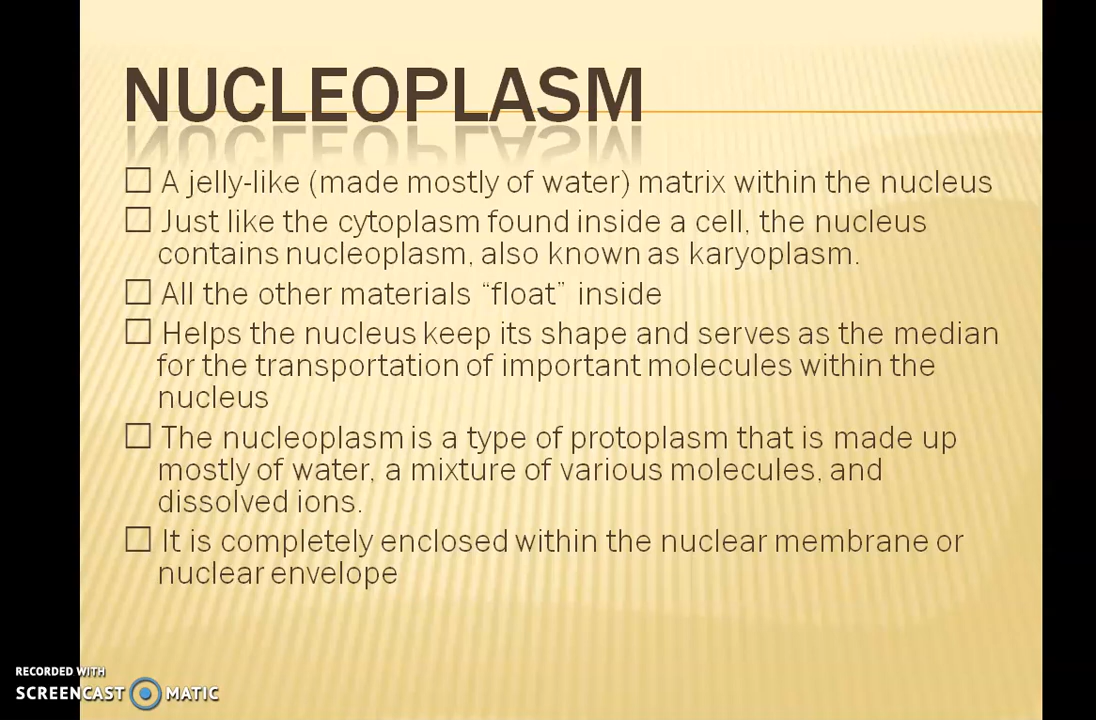 NUCLEOPLASM
☐ A jelly-like (made mostly of water) matrix within the nucleus
☐ Just like the cytoplasm found inside a cell, the nucleus
contains nucleoplasm, also known as karyoplasm.
☐ All the other materials “float” inside
☐ Helps the nucleus keep its shape and serves as the median
for the transportation of important molecules within the
nucleus
☐ The nucleoplasm is a type of protoplasm that is made up
mostly of water, a mixture of various molecules, and
dissolved ions.
☐ It is completely enclosed within the nuclear membrane or
nuclear envelope
RECORDED WITH
SCREENCAST MATIC